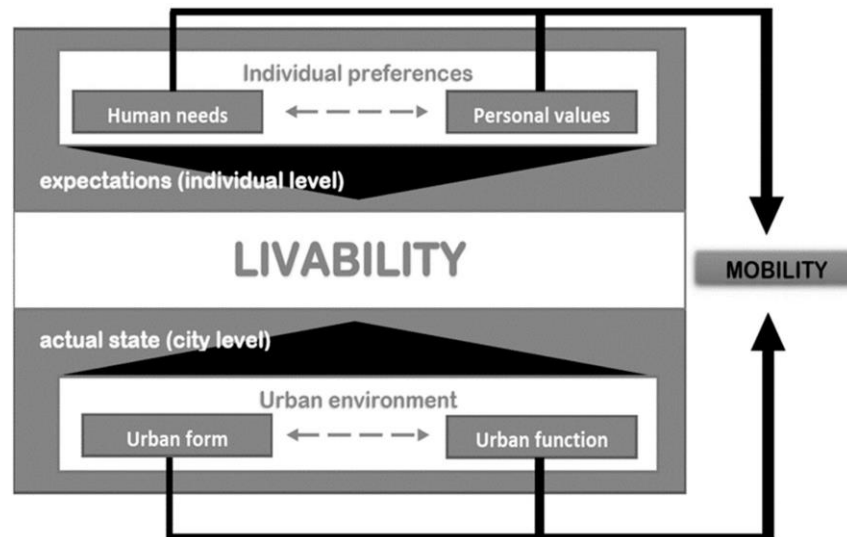 Individual preferences
Human needs
Personal values
expectations (individual level)
LIVABILITY
MOBILITY
actual state (city level)
Urban environment
Urban form
Urban function